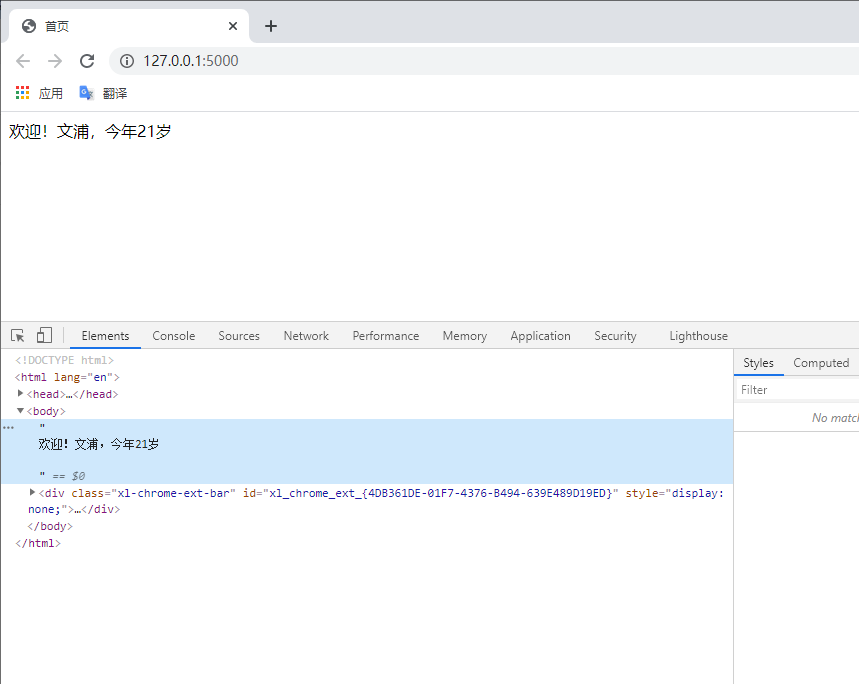 首页
127.0.0.1:5000
应用 翻译
欢迎！文浦，今年21岁
Elements Console Sources Network Performance Memory Application Security Lighthouse
<!DOCTYPE html>
<html lang="en">
<head>…</head>
<body>
"
欢迎！文浦，今年21岁
" == $0
<div class="xl-chrome-ext-bar" id="xl_chrome_ext_{4DB361DE-01F7-4376-B494-639E489D19ED}" style="display:
none;">…</div>
</body>
</html>
Styles Computed
Filter
No match